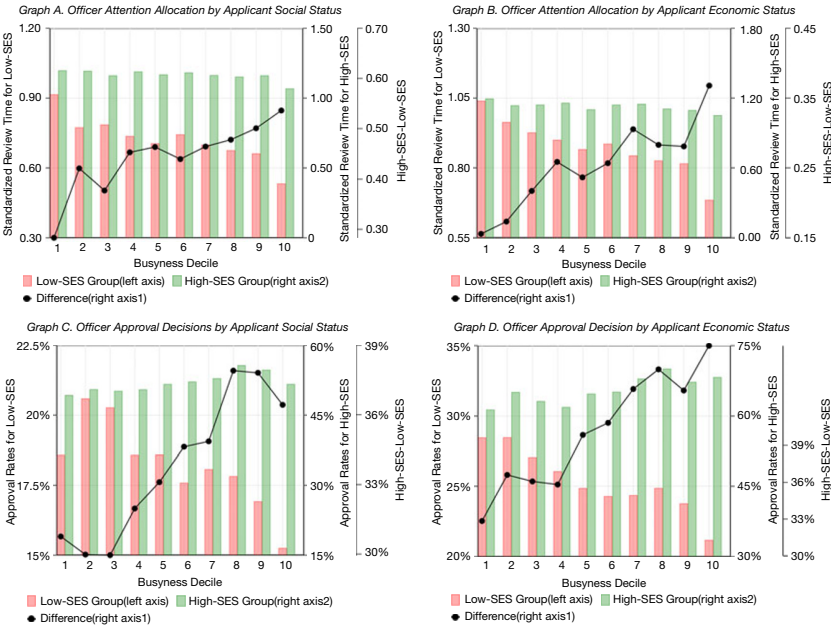 Graph A. Officer Attention Allocation by Applicant Social Status
Standardized Review Time for Low-SES
1.20
0.90
0.60
0.30
1.50
1.00
0.50
0
Standardized Review Time for High-SES
0.70
0.60
0.50
0.40
0.30
High-SES-Low-SES
1 2 3 4 5 6 7 8 9 10
Busyness Decile
Low-SES Group(left axis) High-SES Group(right axis2)
Difference(right axis1)
Graph B. Officer Attention Allocation by Applicant Economic Status
Standardized Review Time for Low-SES
1.30
1.05
0.80
0.55
1.80
1.20
0.60
0.00
Standardized Review Time for High-SES
0.45
0.35
0.25
0.15
High-SES-Low-SES
1 2 3 4 5 6 7 8 9 10
Busyness Decile
Low-SES Group(left axis) High-SES Group(right axis2)
Difference(right axis1)
Graph C. Officer Approval Decisions by Applicant Social Status
Approval Rates for Low-SES
22.5%
20%
17.5%
15%
60%
45%
30%
15%
Approval Rates for High-SES
39%
36%
33%
30%
High-SES-Low-SES
1 2 3 4 5 6 7 8 9 10
Busyness Decile
Low-SES Group(left axis) High-SES Group(right axis2)
Difference(right axis1)
Graph D. Officer Approval Decision by Applicant Economic Status
Approval Rates for Low-SES
35%
30%
25%
20%
75%
60%
45%
30%
Approval Rates for High-SES
39%
36%
33%
30%
High-SES-Low-SES
1 2 3 4 5 6 7 8 9 10
Busyness Decile
Low-SES Group(left axis) High-SES Group(right axis2)
Difference(right axis1)